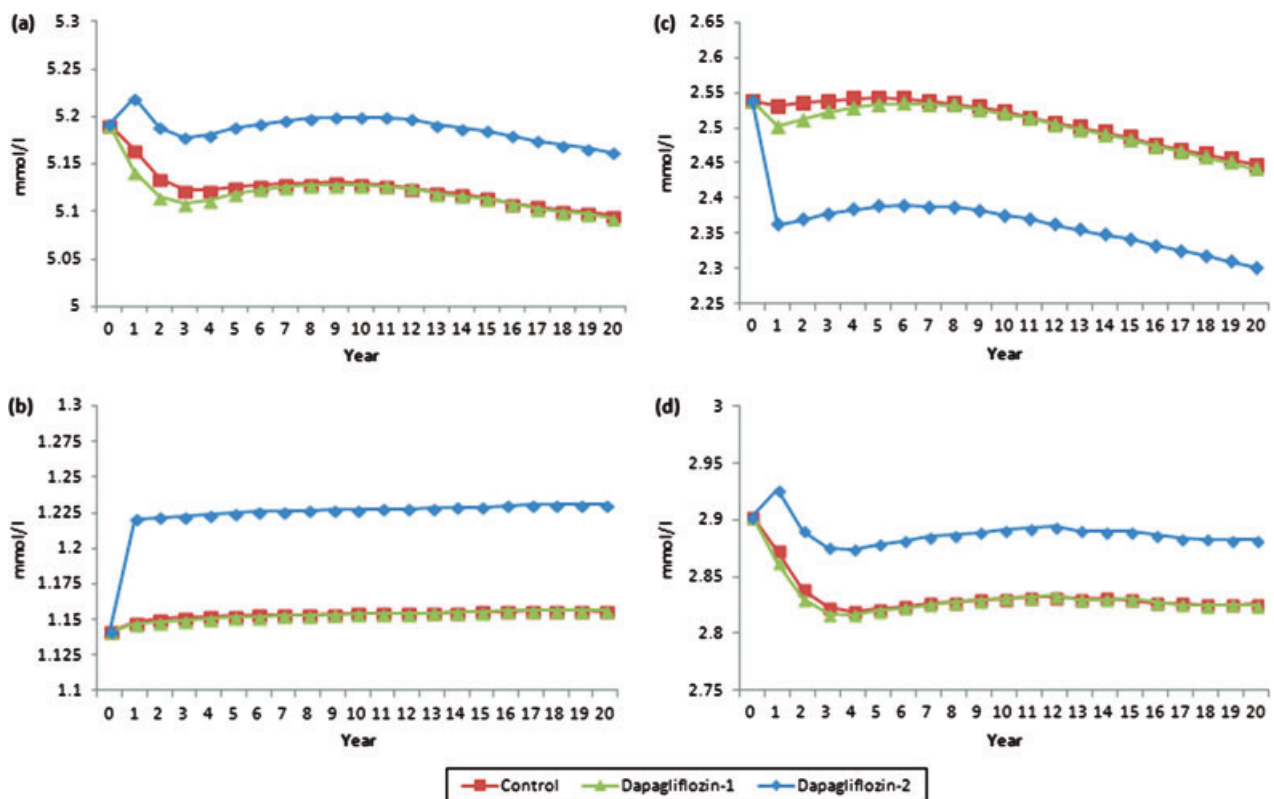 (a)
5.3
5.25
5.2
5.15
5.1
5.05
5
mmol/l
0 1 2 3 4 5 6 7 8 9 10 11 12 13 14 15 16 17 18 19 20
Year
(c)
2.65
2.6
2.55
2.5
2.45
2.4
2.35
2.3
2.25
mmol/l
0 1 2 3 4 5 6 7 8 9 10 11 12 13 14 15 16 17 18 19 20
Year
(b)
1.3
1.275
1.25
1.225
1.2
1.175
1.15
1.125
1.1
mmol/l
0 1 2 3 4 5 6 7 8 9 10 11 12 13 14 15 16 17 18 19 20
Year
(d)
3
2.95
2.9
2.85
2.8
2.75
mmol/l
0 1 2 3 4 5 6 7 8 9 10 11 12 13 14 15 16 17 18 19 20
Year
Control Dapagliflozin-1 Dapagliflozin-2